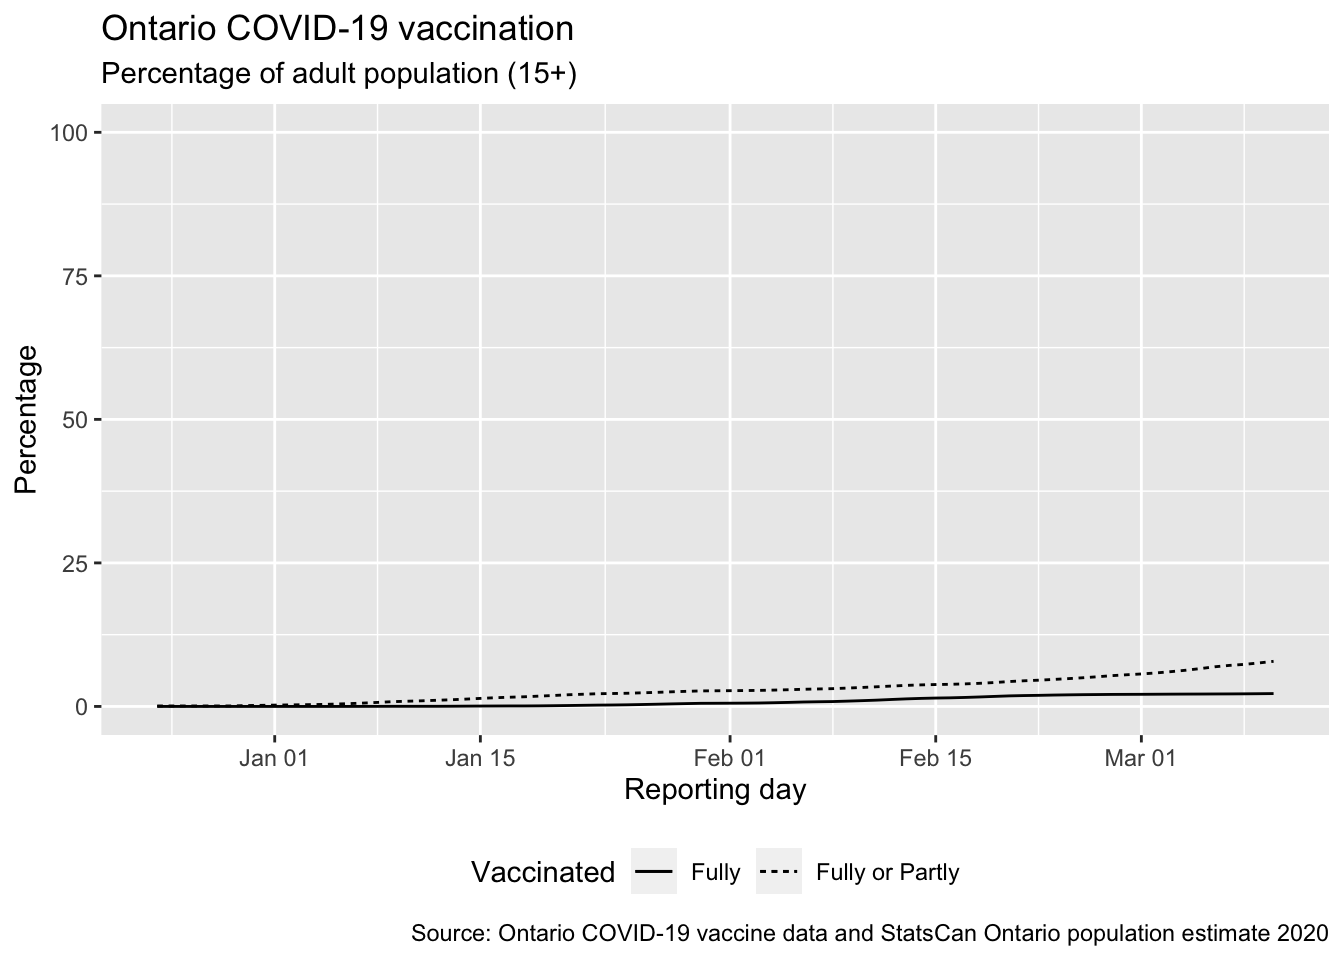 Ontario COVID-19 vaccination
Percentage of adult population (15+)
100
75
50
25
0
Percentage
Jan 01 Jan 15 Feb 01 Feb 15 Mar 01
Reporting day
Vaccinated Fully Fully or Partly
Source: Ontario COVID-19 vaccine data and StatsCan Ontario population estimate 2020